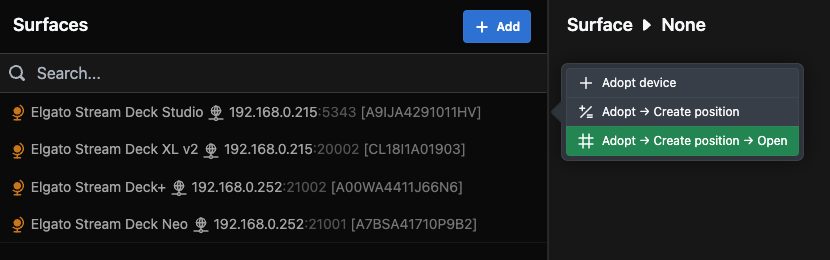 Surfaces
+ Add
Surface ▶ None
Search...
Adopt device
Elgato Stream Deck Studio 192.168.0.215:5343 [A9IJA4291011HV]
Adopt → Create position
Adopt → Create position → Open
Elgato Stream Deck XL v2 192.168.0.215:20002 [CL18I1A01903]
Elgato Stream Deck+ 192.168.0.252:21002 [A00WA4411J66N6]
Elgato Stream Deck Neo 192.168.0.252:21001 [A7BSA41710P9B2]